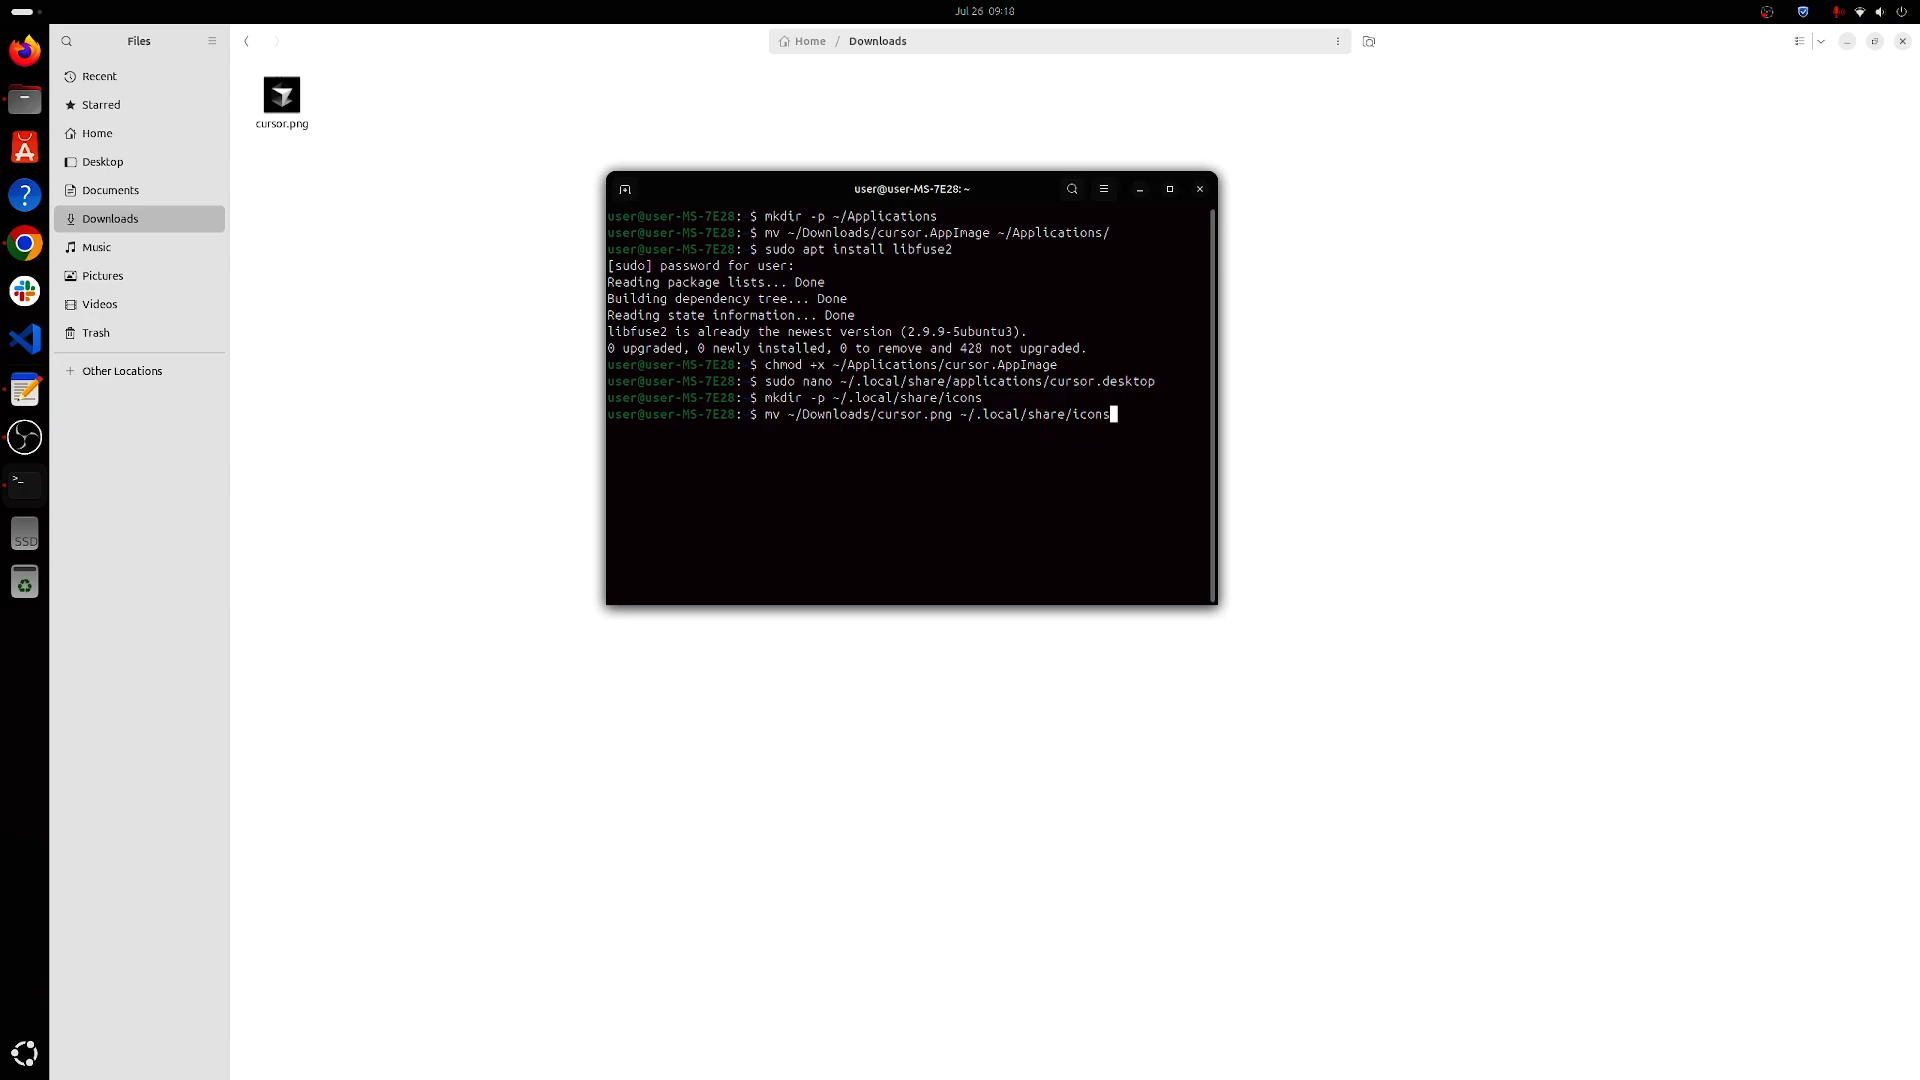 Jul 26 09:18
Files
Home / Downloads
Recent
Starred
Home
Desktop
Documents
Downloads
Music
Pictures
Videos
Trash
Other Locations
cursor.png
user@user-MS-7E28: ~
user@user-MS-7E28: $ mkdir -p ~/Applications
user@user-MS-7E28: $ mv ~/Downloads/cursor.AppImage ~/Applications/
user@user-MS-7E28: $ sudo apt install libfuse2
[sudo] password for user:
Reading package lists... Done
Building dependency tree... Done
Reading state information... Done
libfuse2 is already the newest version (2.9.9-5ubuntu3).
0 upgraded, 0 newly installed, 0 to remove and 428 not upgraded.
user@user-MS-7E28: $ chmod +x ~/Applications/cursor.AppImage
user@user-MS-7E28: $ sudo nano ~/.local/share/applications/cursor.desktop
user@user-MS-7E28: $ mkdir -p ~/.local/share/icons
user@user-MS-7E28: $ mv ~/Downloads/cursor.png ~/.local/share/icons
SSD